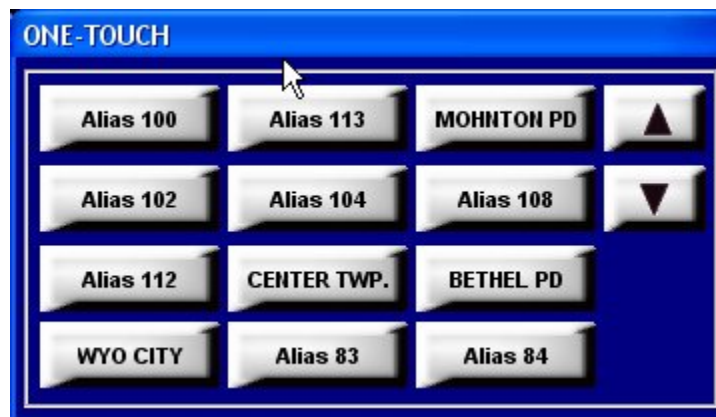 ONE-TOUCH
Alias 100 Alias 113 MOHNTON PD
Alias 102 Alias 104 Alias 108
Alias 112 CENTER TWP. BETHEL PD
WYO CITY Alias 83 Alias 84